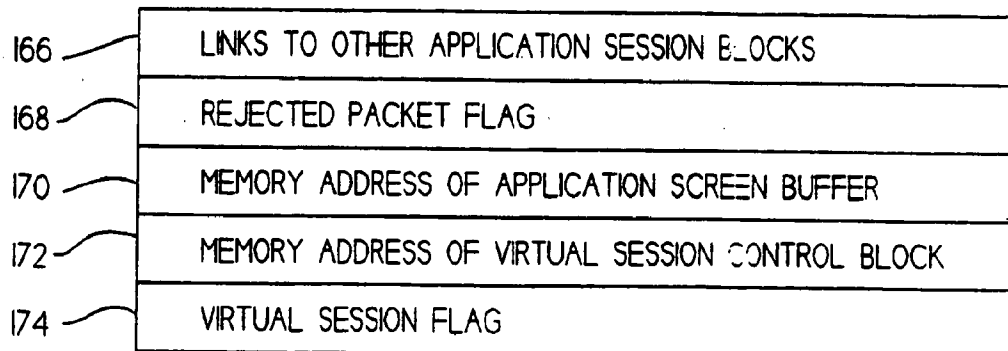 166 LINKS TO OTHER APPLICATION SESSION BLOCKS
168 REJECTED PACKET FLAG
170 MEMORY ADDRESS OF APPLICATION SCREEN BUFFER
172 MEMORY ADDRESS OF VIRTUAL SESSION CONTROL BLOCK
174 VIRTUAL SESSION FLAG